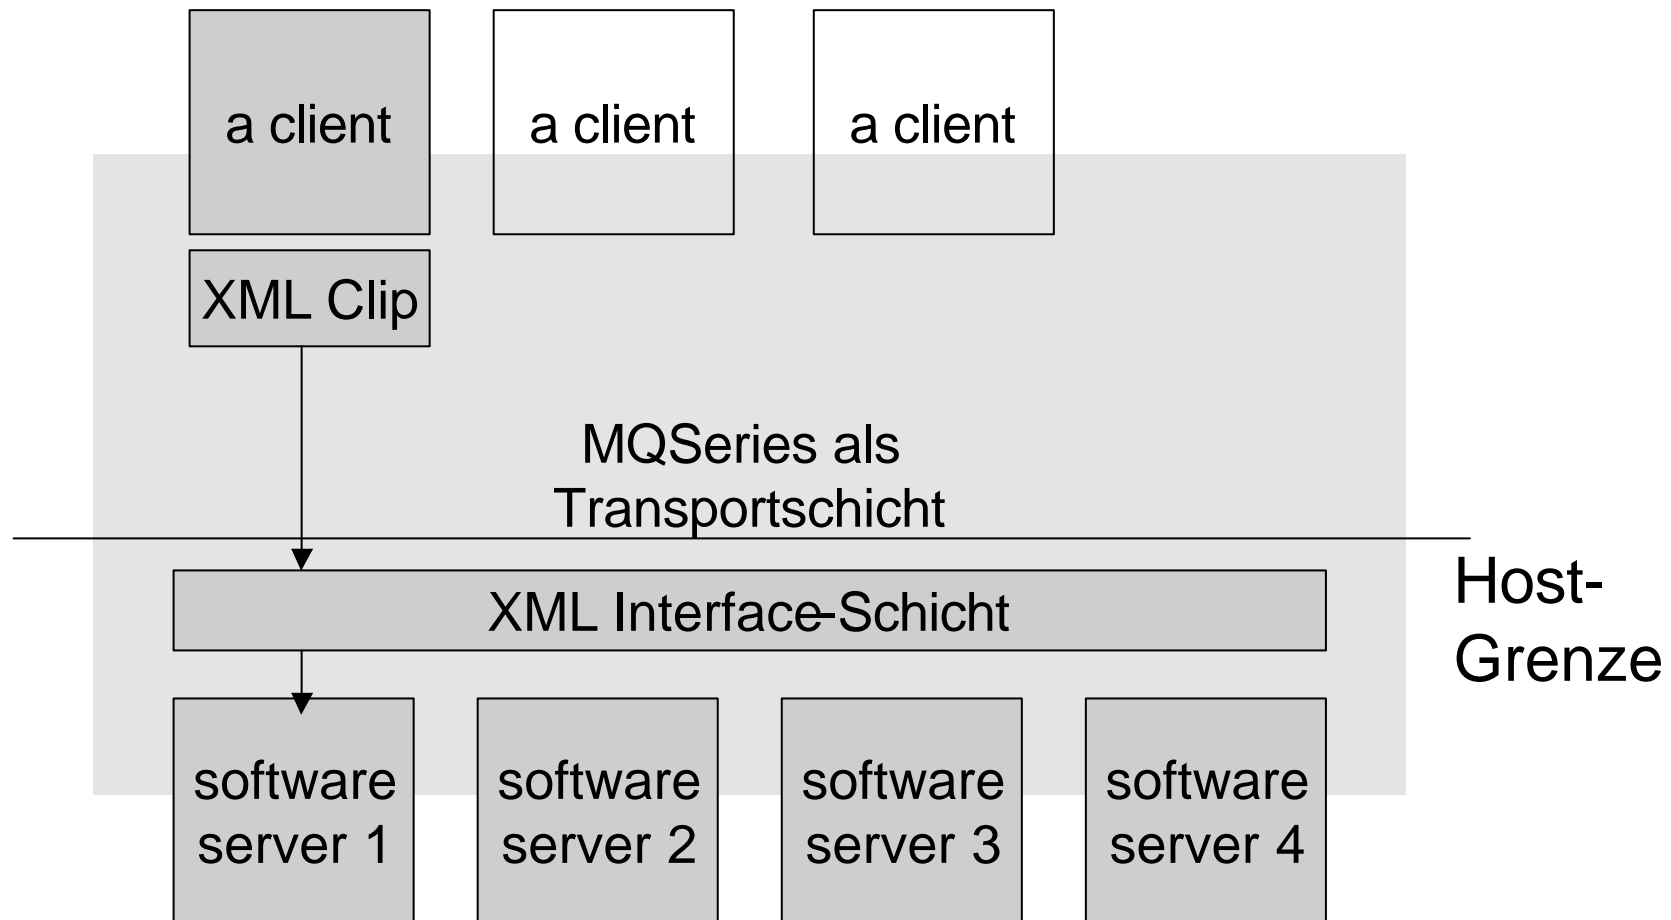 a client
a client
a client
XML Clip
MQSeries als
Transportschicht
XML Interface-Schicht
Host-
Grenze
software
server 1
software
server 2
software
server 3
software
server 4